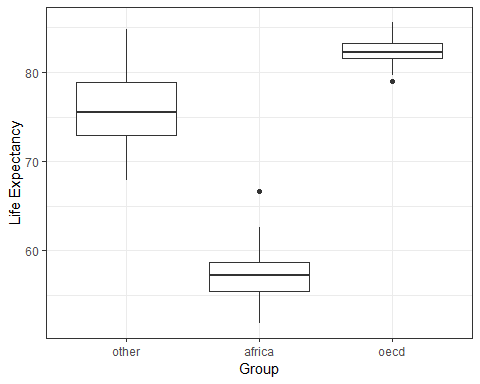 Life Expectancy
80
70
60
other africa oecd
Group